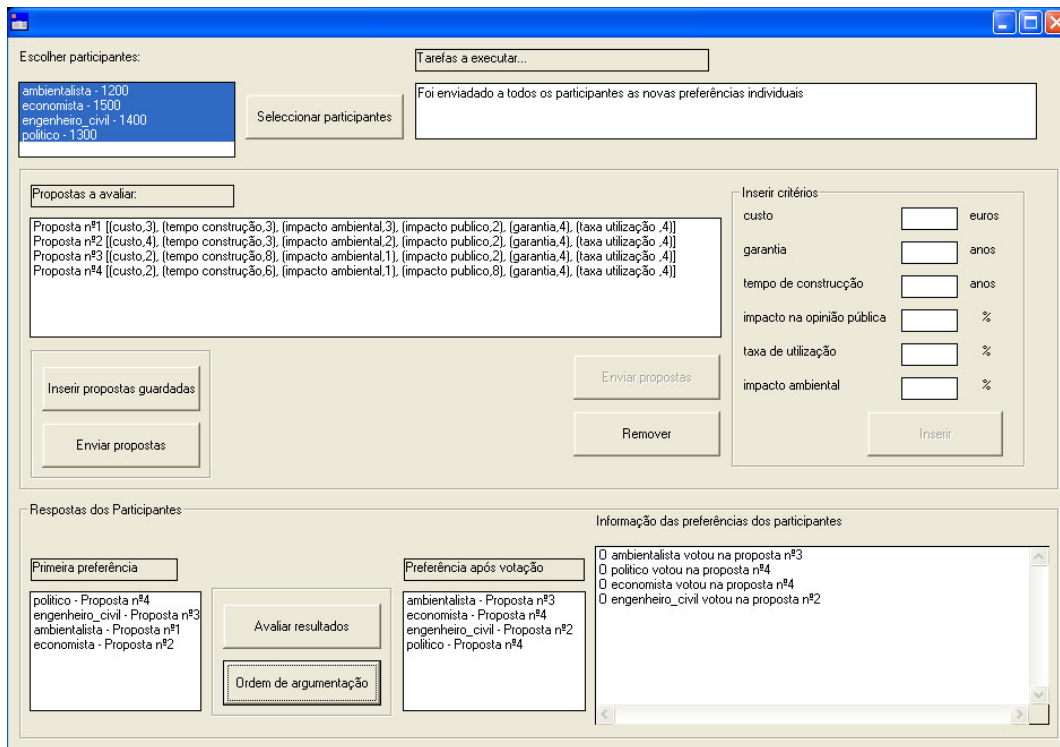 Escolher participantes:
Tarefas a executar...
ambientalista - 1200
economista - 1500
engenheiro_civil - 1400
politico - 1300
Seleccionar participantes
Foi enviadado a todos os participantes as novas preferências individuais
Propostas a avaliar:
Proposta nº1 [(custo,3), (tempo construção,3), (impacto ambiental,3), (impacto publico,2), (garantia,4), (taxa utilização ,4)]
Proposta nº2 [(custo,4), (tempo construção,3), (impacto ambiental,2), (impacto publico,2), (garantia,4), (taxa utilização ,4)]
Proposta nº3 [(custo,2), (tempo construção,8), (impacto ambiental,1), (impacto publico,2), (garantia,4), (taxa utilização ,4)]
Proposta nº4 [(custo,2), (tempo construção,6), (impacto ambiental,1), (impacto publico,8), (garantia,4), (taxa utilização ,4)]
Inserir propostas guardadas
Enviar propostas
Enviar propostas
Remover
Inserir critérios
custo euros
garantia anos
tempo de construcção anos
impacto na opinião pública %
taxa de utilização %
impacto ambiental %
Inserir
Respostas dos Participantes
Primeira preferência
politico - Proposta nº4
engenheiro_civil - Proposta nº3
ambientalista - Proposta nº1
economista - Proposta nº2
Avaliar resultados
Ordem de argumentação
Preferência após votação
ambientalista - Proposta nº3
economista - Proposta nº4
engenheiro_civil - Proposta nº2
politico - Proposta nº4
Informação das preferências dos participantes
O ambientalista votou na proposta nº3
O politico votou na proposta nº4
O economista votou na proposta nº4
O engenheiro_civil votou na proposta nº2